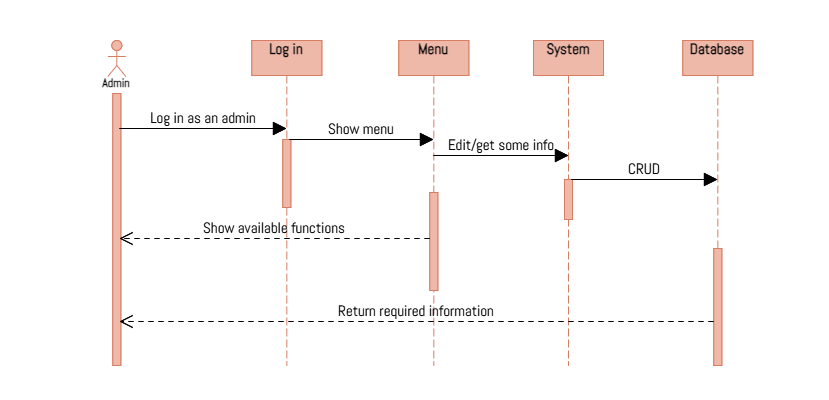 Log in
Menu
System
Database
Admin
Log in as an admin
Show menu
Edit/get some info
CRUD
Show available functions
Return required information